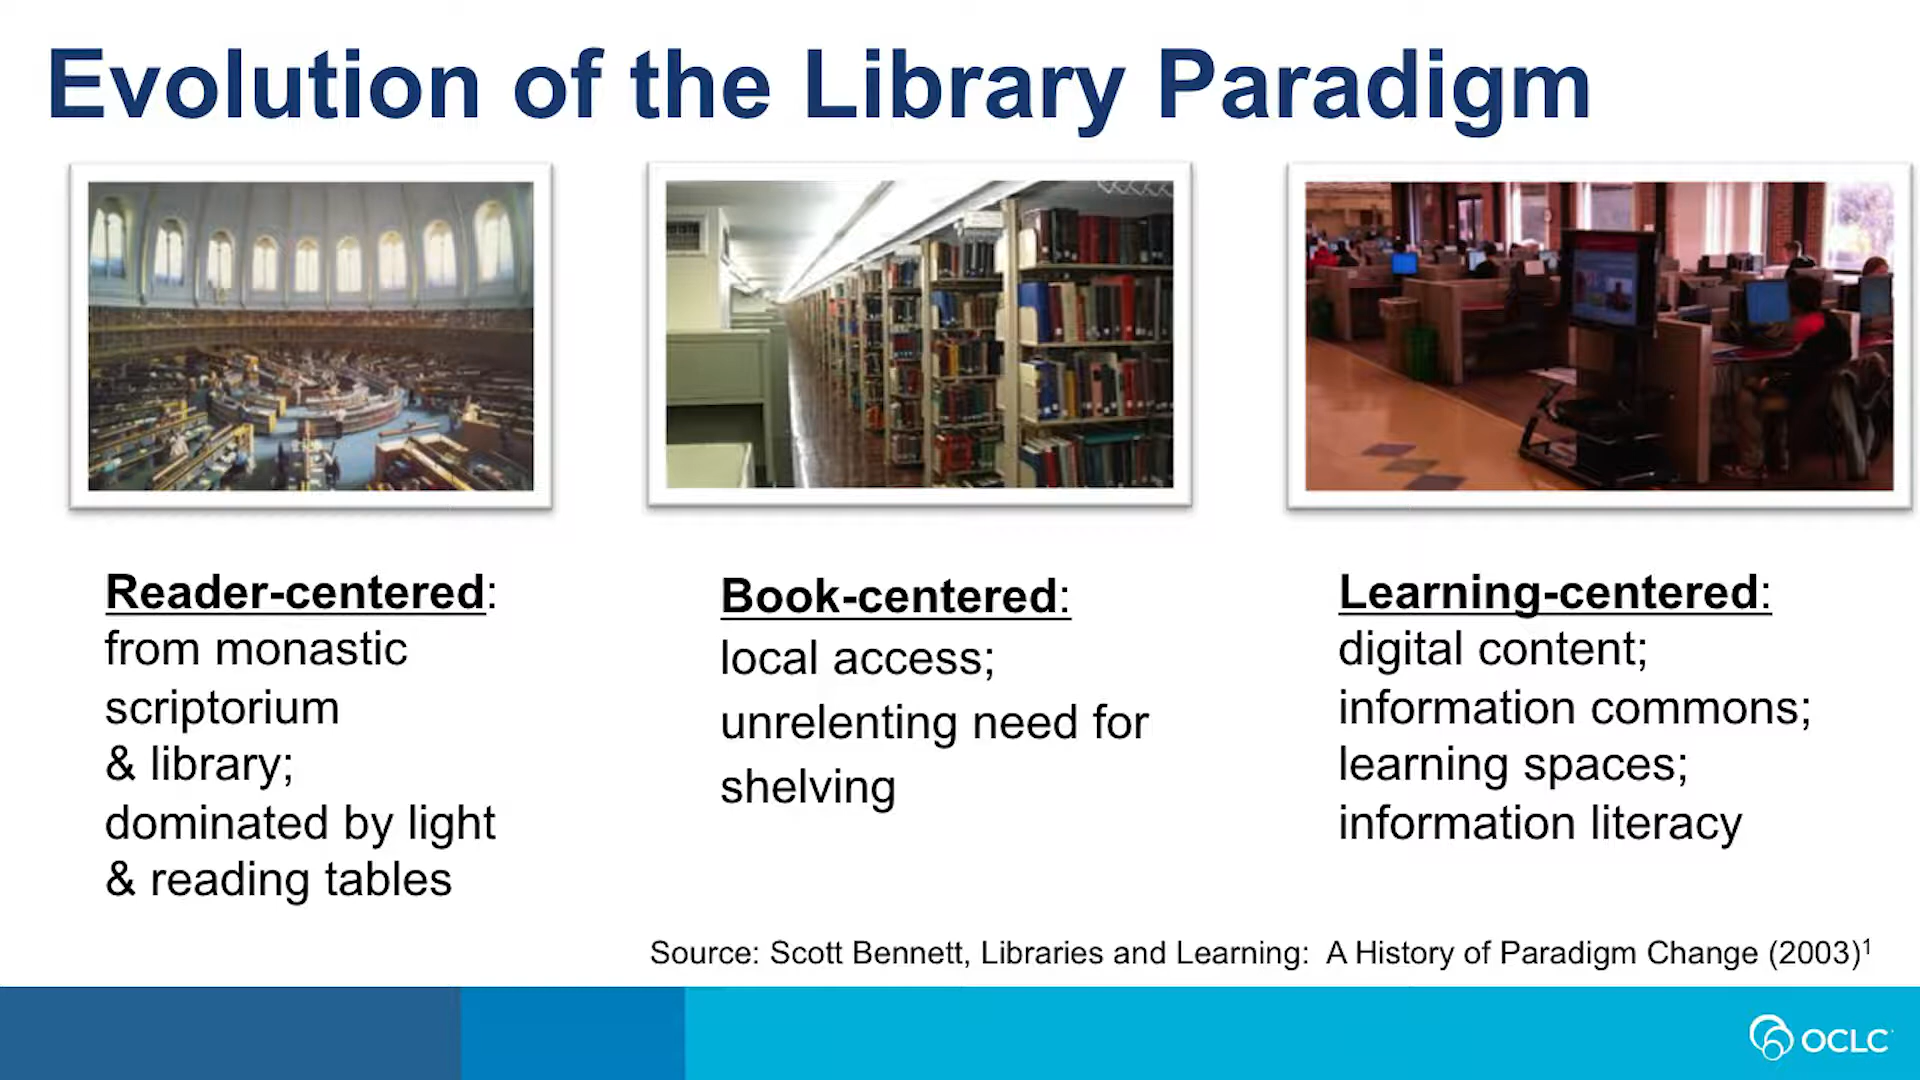 Evolution of the Library Paradigm
Reader-centered:
from monastic
scriptorium
& library;
dominated by light
& reading tables
Book-centered:
local access;
unrelenting need for
shelving
Learning-centered:
digital content;
information commons;
learning spaces;
information literacy
Source: Scott Bennett, Libraries and Learning: A History of Paradigm Change (2003)¹
OCLC